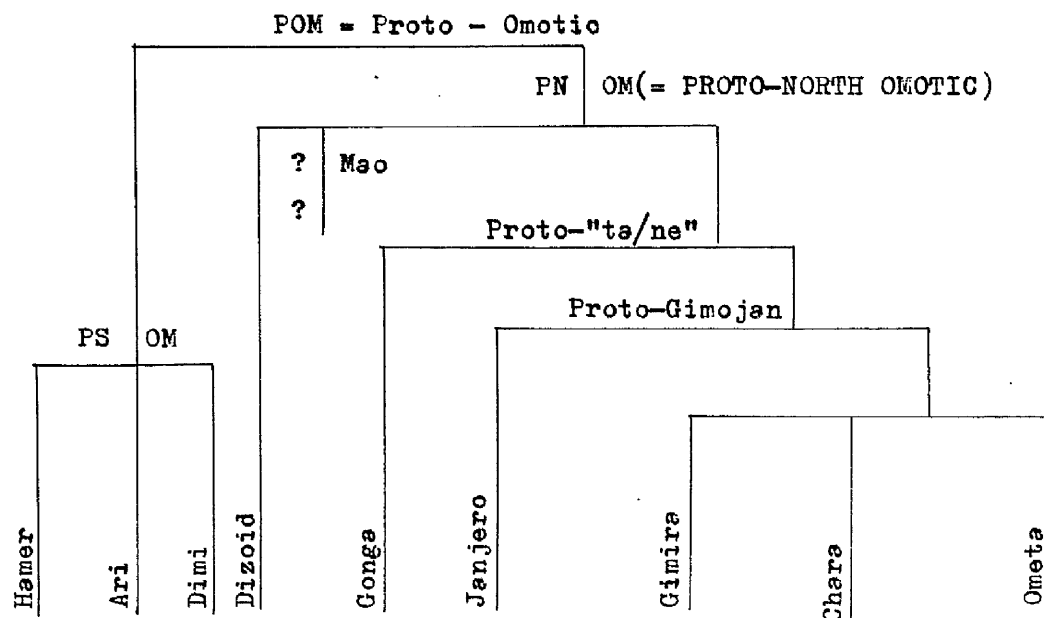 POM = Proto - Omotic
PN OM(= PROTO-NORTH OMOTIC)
? Mao
?
Proto-"ta/ne"
Proto-Gimojan
PS OM
Hamer
Ari
Dimi
Dizoid
Gonga
Janjero
Gimira
Chara
Ometa